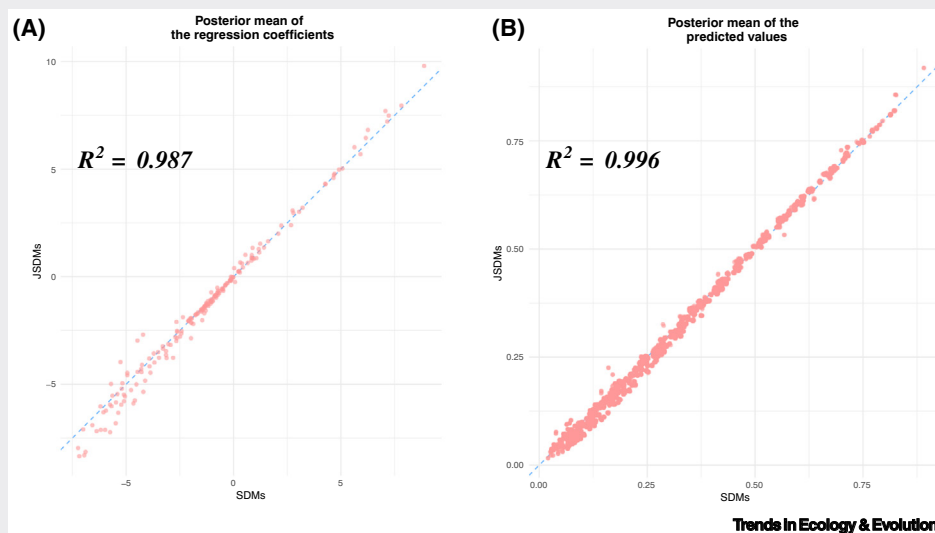 (A)
Posterior mean of
the regression coefficients
10
5
0
−5
R² = 0.987
JSDMs
−5 0 5
SDMs
(B)
Posterior mean of the
predicted values
0.75
0.50
0.25
0.00
R² = 0.996
JSDMs
0.00 0.25 0.50 0.75
SDMs
Trends in Ecology & Evolution